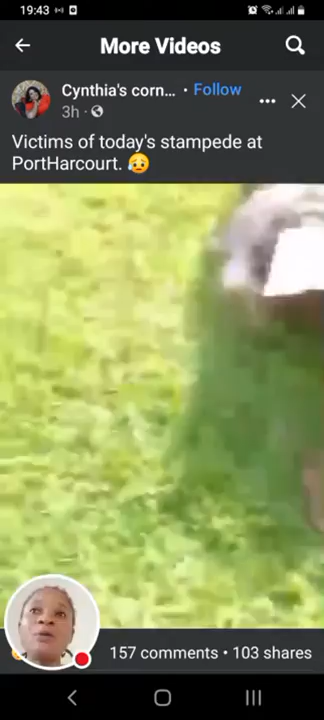 19:43
More Videos
Cynthia's corn... • Follow
3h •
Victims of today's stampede at
PortHarcourt. 😥
157 comments • 103 shares